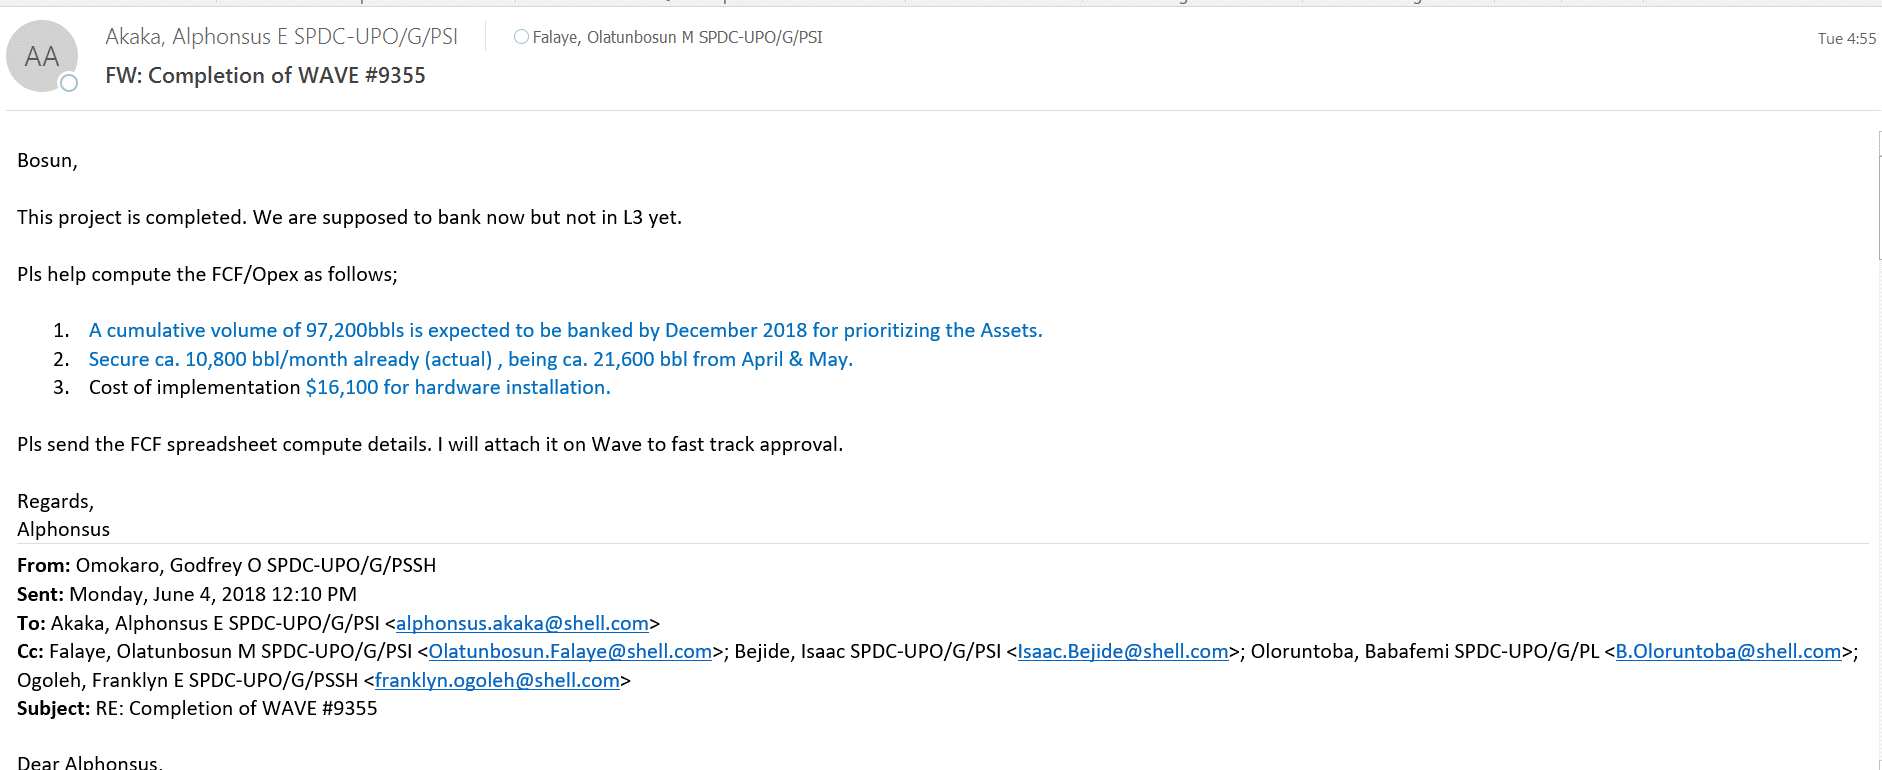 AA
Akaka, Alphonsus E SPDC-UPO/G/PSI
Falaye, Olatunbosun M SPDC-UPO/G/PSI
Tue 4:55
FW: Completion of WAVE #9355
Bosun,
This project is completed. We are supposed to bank now but not in L3 yet.
Pls help compute the FCF/Opex as follows;
1. A cumulative volume of 97,200bbls is expected to be banked by December 2018 for prioritizing the Assets.
2. Secure ca. 10,800 bbl/month already (actual) , being ca. 21,600 bbl from April & May.
3. Cost of implementation $16,100 for hardware installation.
Pls send the FCF spreadsheet compute details. I will attach it on Wave to fast track approval.
Regards,
Alphonsus
From: Omokaro, Godfrey O SPDC-UPO/G/PSSH
Sent: Monday, June 4, 2018 12:10 PM
To: Akaka, Alphonsus E SPDC-UPO/G/PSI <alphonsus.akaka@shell.com>
Cc: Falaye, Olatunbosun M SPDC-UPO/G/PSI <Olatunbosun.Falaye@shell.com>; Bejide, Isaac SPDC-UPO/G/PSI <Isaac.Bejide@shell.com>; Oloruntoba, Babafemi SPDC-UPO/G/PL <B.Oloruntoba@shell.com>;
Ogoleh, Franklyn E SPDC-UPO/G/PSSH <franklyn.ogoleh@shell.com>
Subject: RE: Completion of WAVE #9355
Dear Alphonsus,